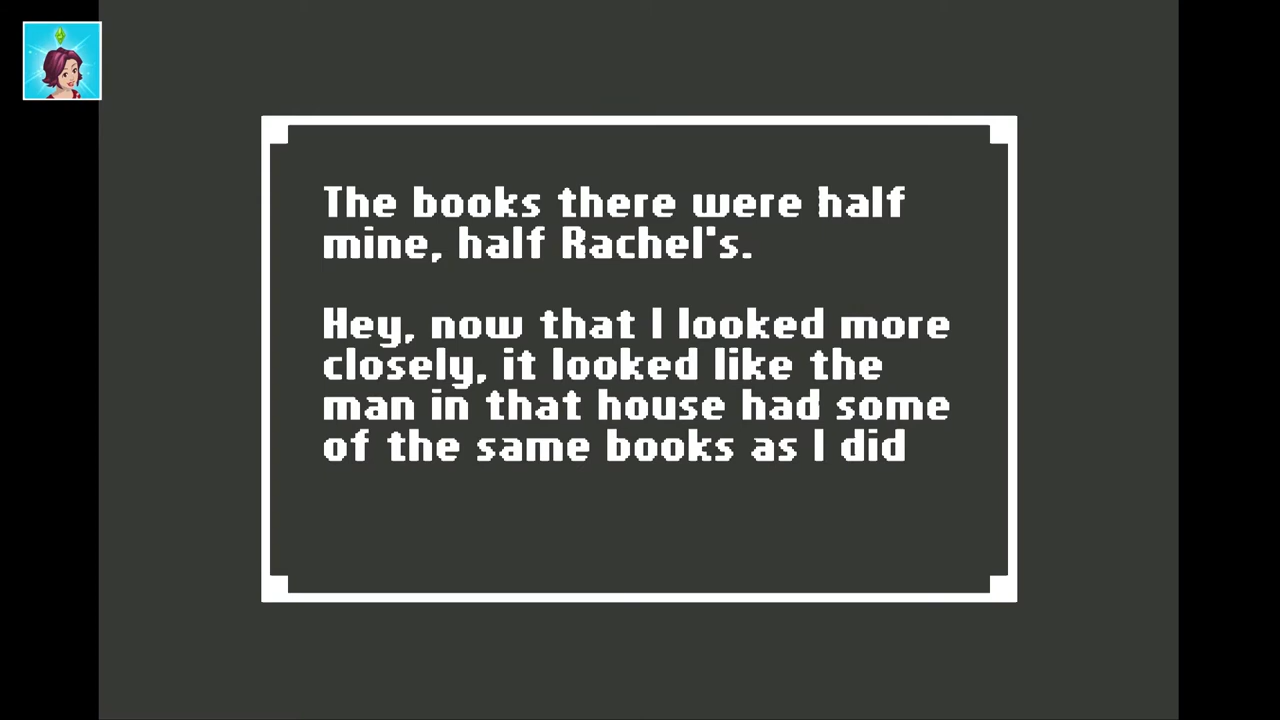 The books there were half
mine, half Rachel's.
Hey, now that I looked more
closely, it looked like the
man in that house had some
of the same books as I did